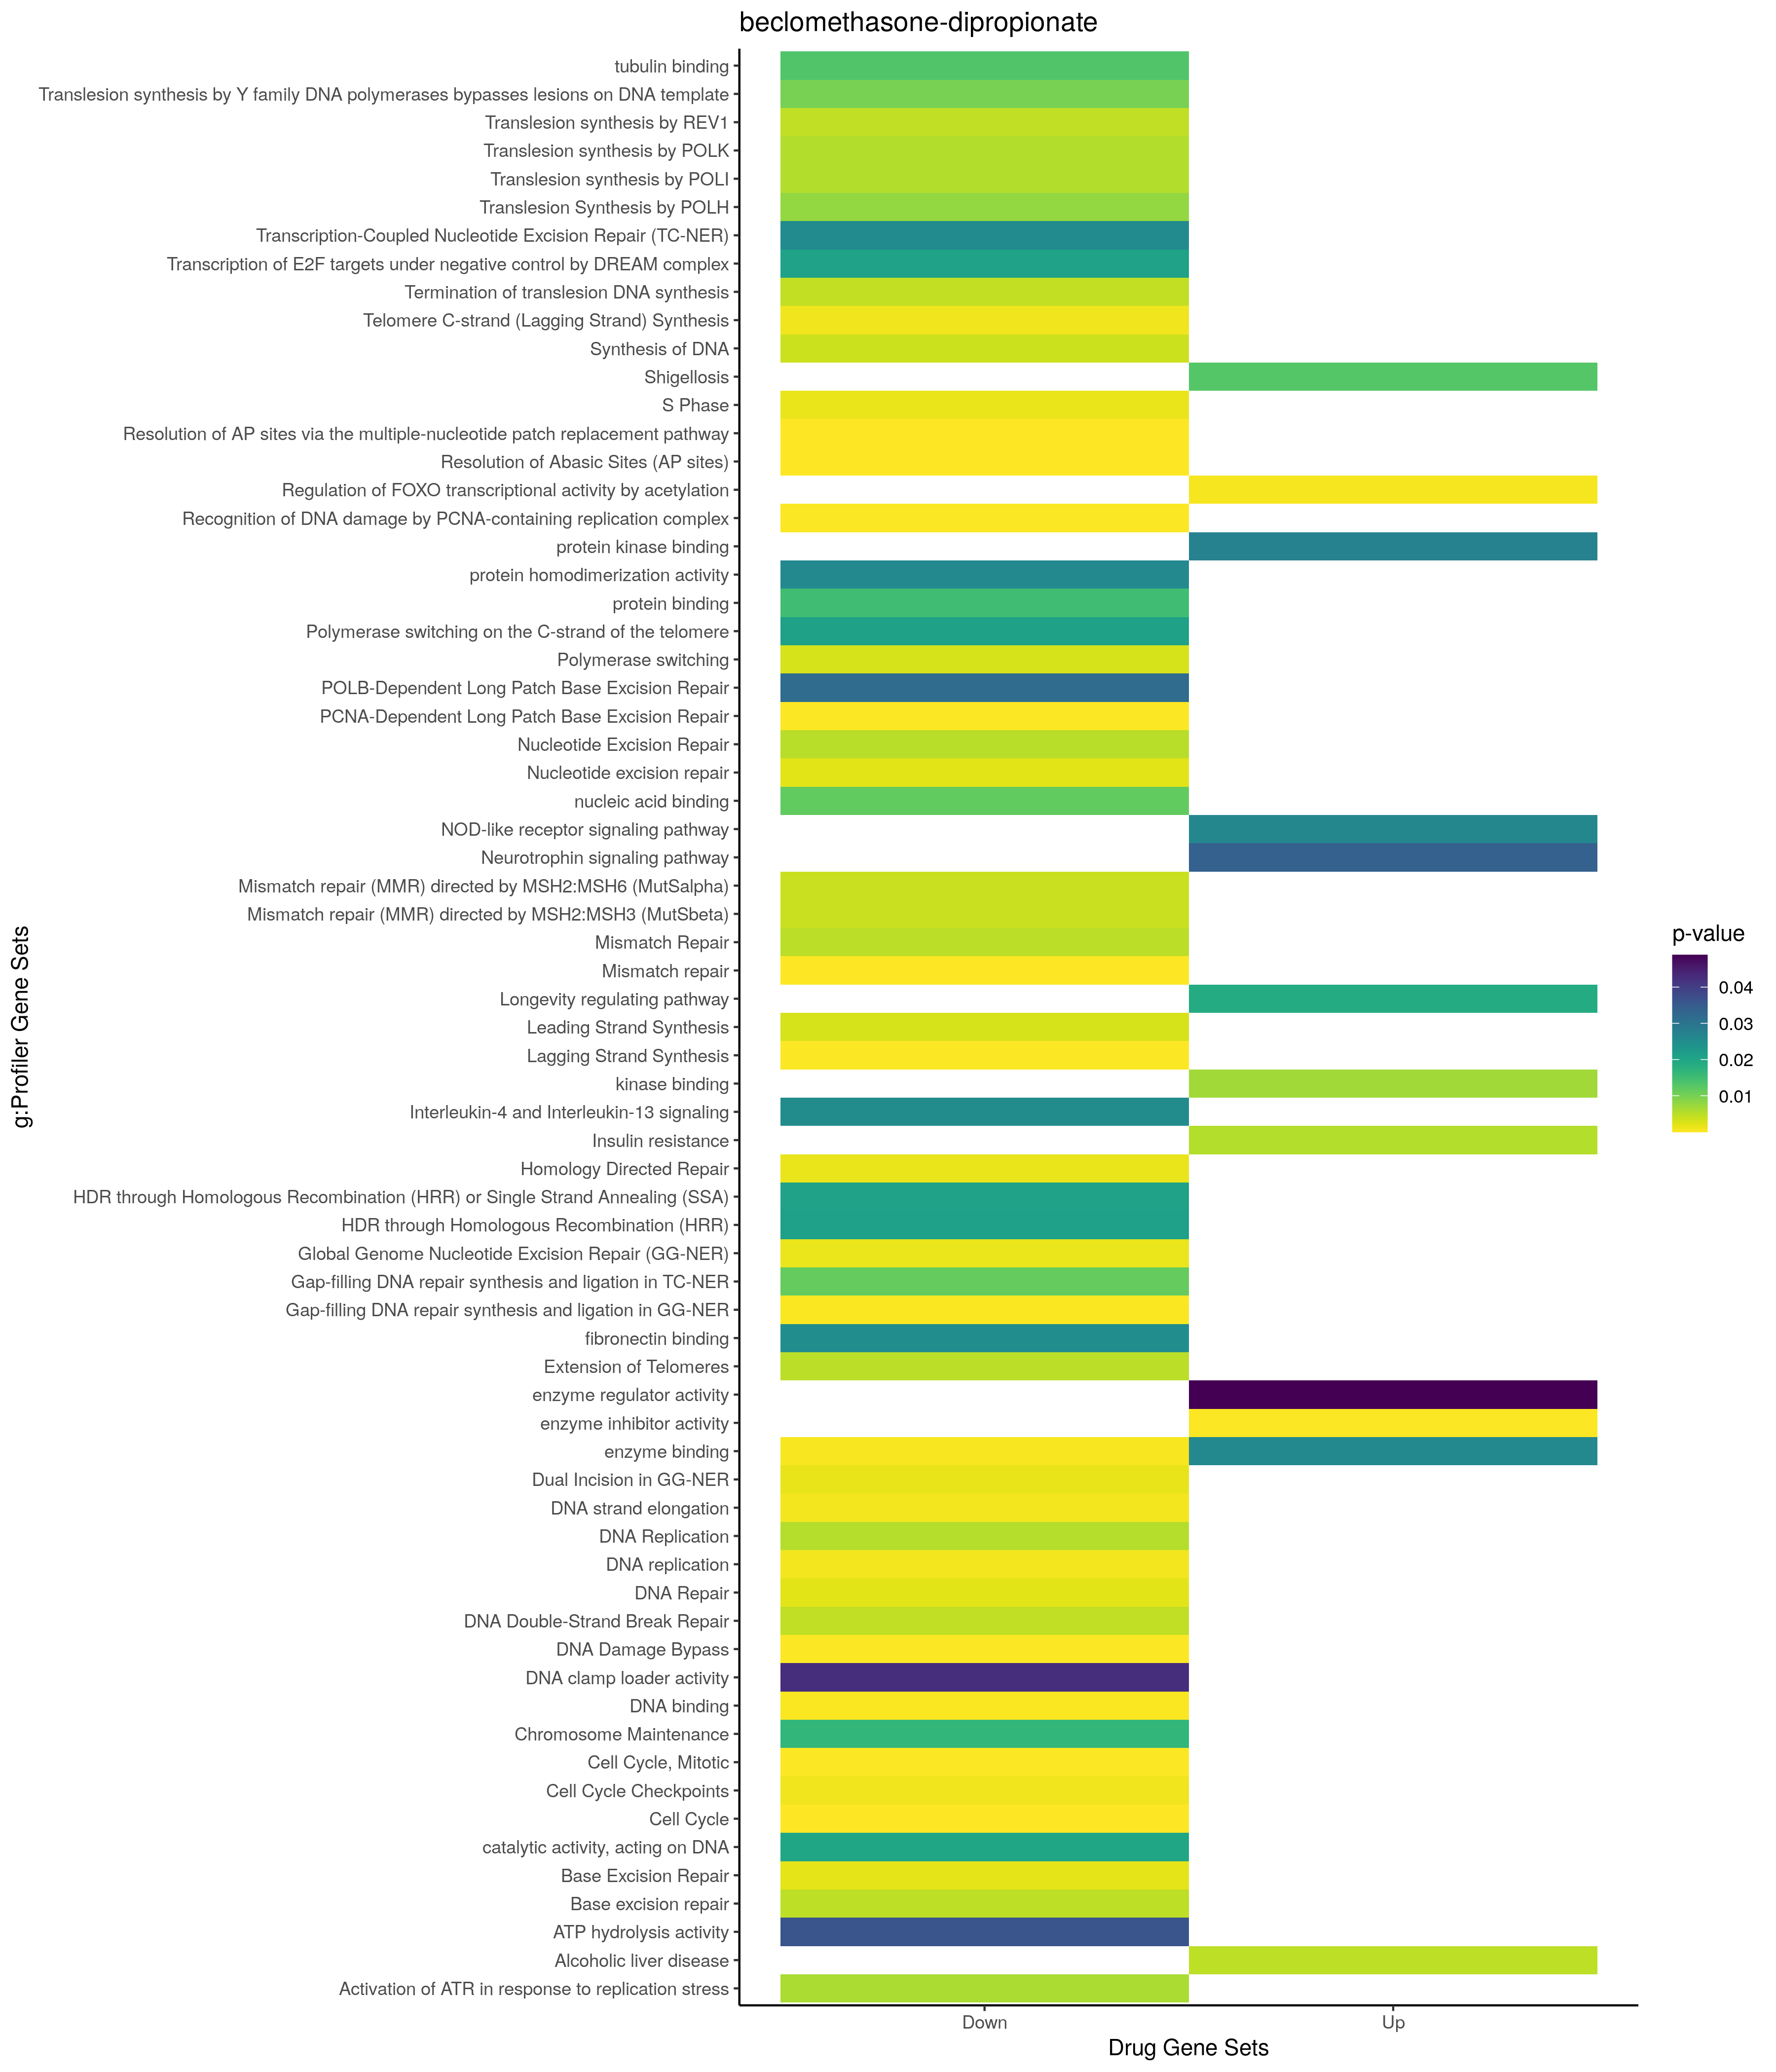 beclomethasone-dipropionate
tubulin binding
Translesion synthesis by Y family DNA polymerases bypasses lesions on DNA template
Translesion synthesis by REV1
Translesion synthesis by POLK
Translesion synthesis by POLI
Translesion Synthesis by POLH
Transcription-Coupled Nucleotide Excision Repair (TC-NER)
Transcription of E2F targets under negative control by DREAM complex
Termination of translesion DNA synthesis
Telomere C-strand (Lagging Strand) Synthesis
Synthesis of DNA
Shigellosis
S Phase
Resolution of AP sites via the multiple-nucleotide patch replacement pathway
Resolution of Abasic Sites (AP sites)
Regulation of FOXO transcriptional activity by acetylation
Recognition of DNA damage by PCNA-containing replication complex
protein kinase binding
protein homodimerization activity
protein binding
Polymerase switching on the C-strand of the telomere
Polymerase switching
POLB-Dependent Long Patch Base Excision Repair
PCNA-Dependent Long Patch Base Excision Repair
Nucleotide Excision Repair
Nucleotide excision repair
nucleic acid binding
NOD-like receptor signaling pathway
Neurotrophin signaling pathway
Mismatch repair (MMR) directed by MSH2:MSH6 (MutSalpha)
Mismatch repair (MMR) directed by MSH2:MSH3 (MutSbeta)
Mismatch Repair
Mismatch repair
Longevity regulating pathway
Leading Strand Synthesis
Lagging Strand Synthesis
kinase binding
Interleukin-4 and Interleukin-13 signaling
Insulin resistance
Homology Directed Repair
HDR through Homologous Recombination (HRR) or Single Strand Annealing (SSA)
HDR through Homologous Recombination (HRR)
Global Genome Nucleotide Excision Repair (GG-NER)
Gap-filling DNA repair synthesis and ligation in TC-NER
Gap-filling DNA repair synthesis and ligation in GG-NER
fibronectin binding
Extension of Telomeres
enzyme regulator activity
enzyme inhibitor activity
enzyme binding
Dual Incision in GG-NER
DNA strand elongation
DNA Replication
DNA replication
DNA Repair
DNA Double-Strand Break Repair
DNA Damage Bypass
DNA clamp loader activity
DNA binding
Chromosome Maintenance
Cell Cycle, Mitotic
Cell Cycle Checkpoints
Cell Cycle
catalytic activity, acting on DNA
Base Excision Repair
Base excision repair
ATP hydrolysis activity
Alcoholic liver disease
Activation of ATR in response to replication stress
g:Profiler Gene Sets
Down
Up
Drug Gene Sets
p-value
0.04
0.03
0.02
0.01